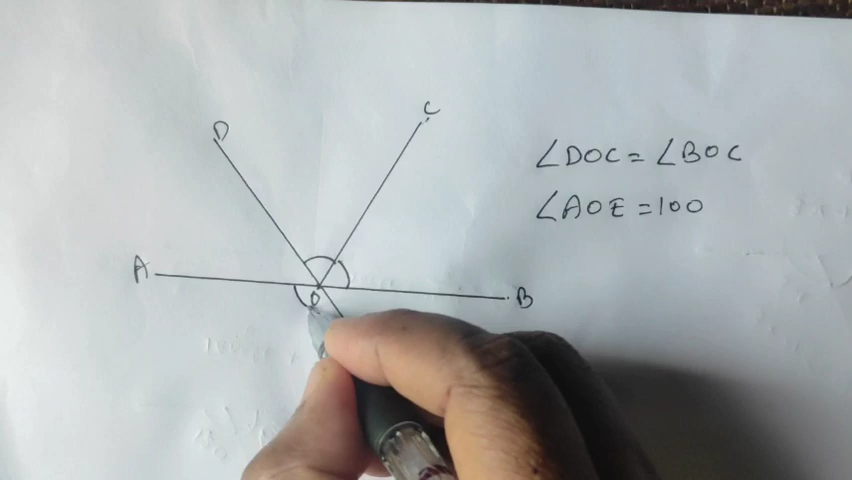 D
C
∠DOC = ∠BOC
∠AOE = 100
A
O
B